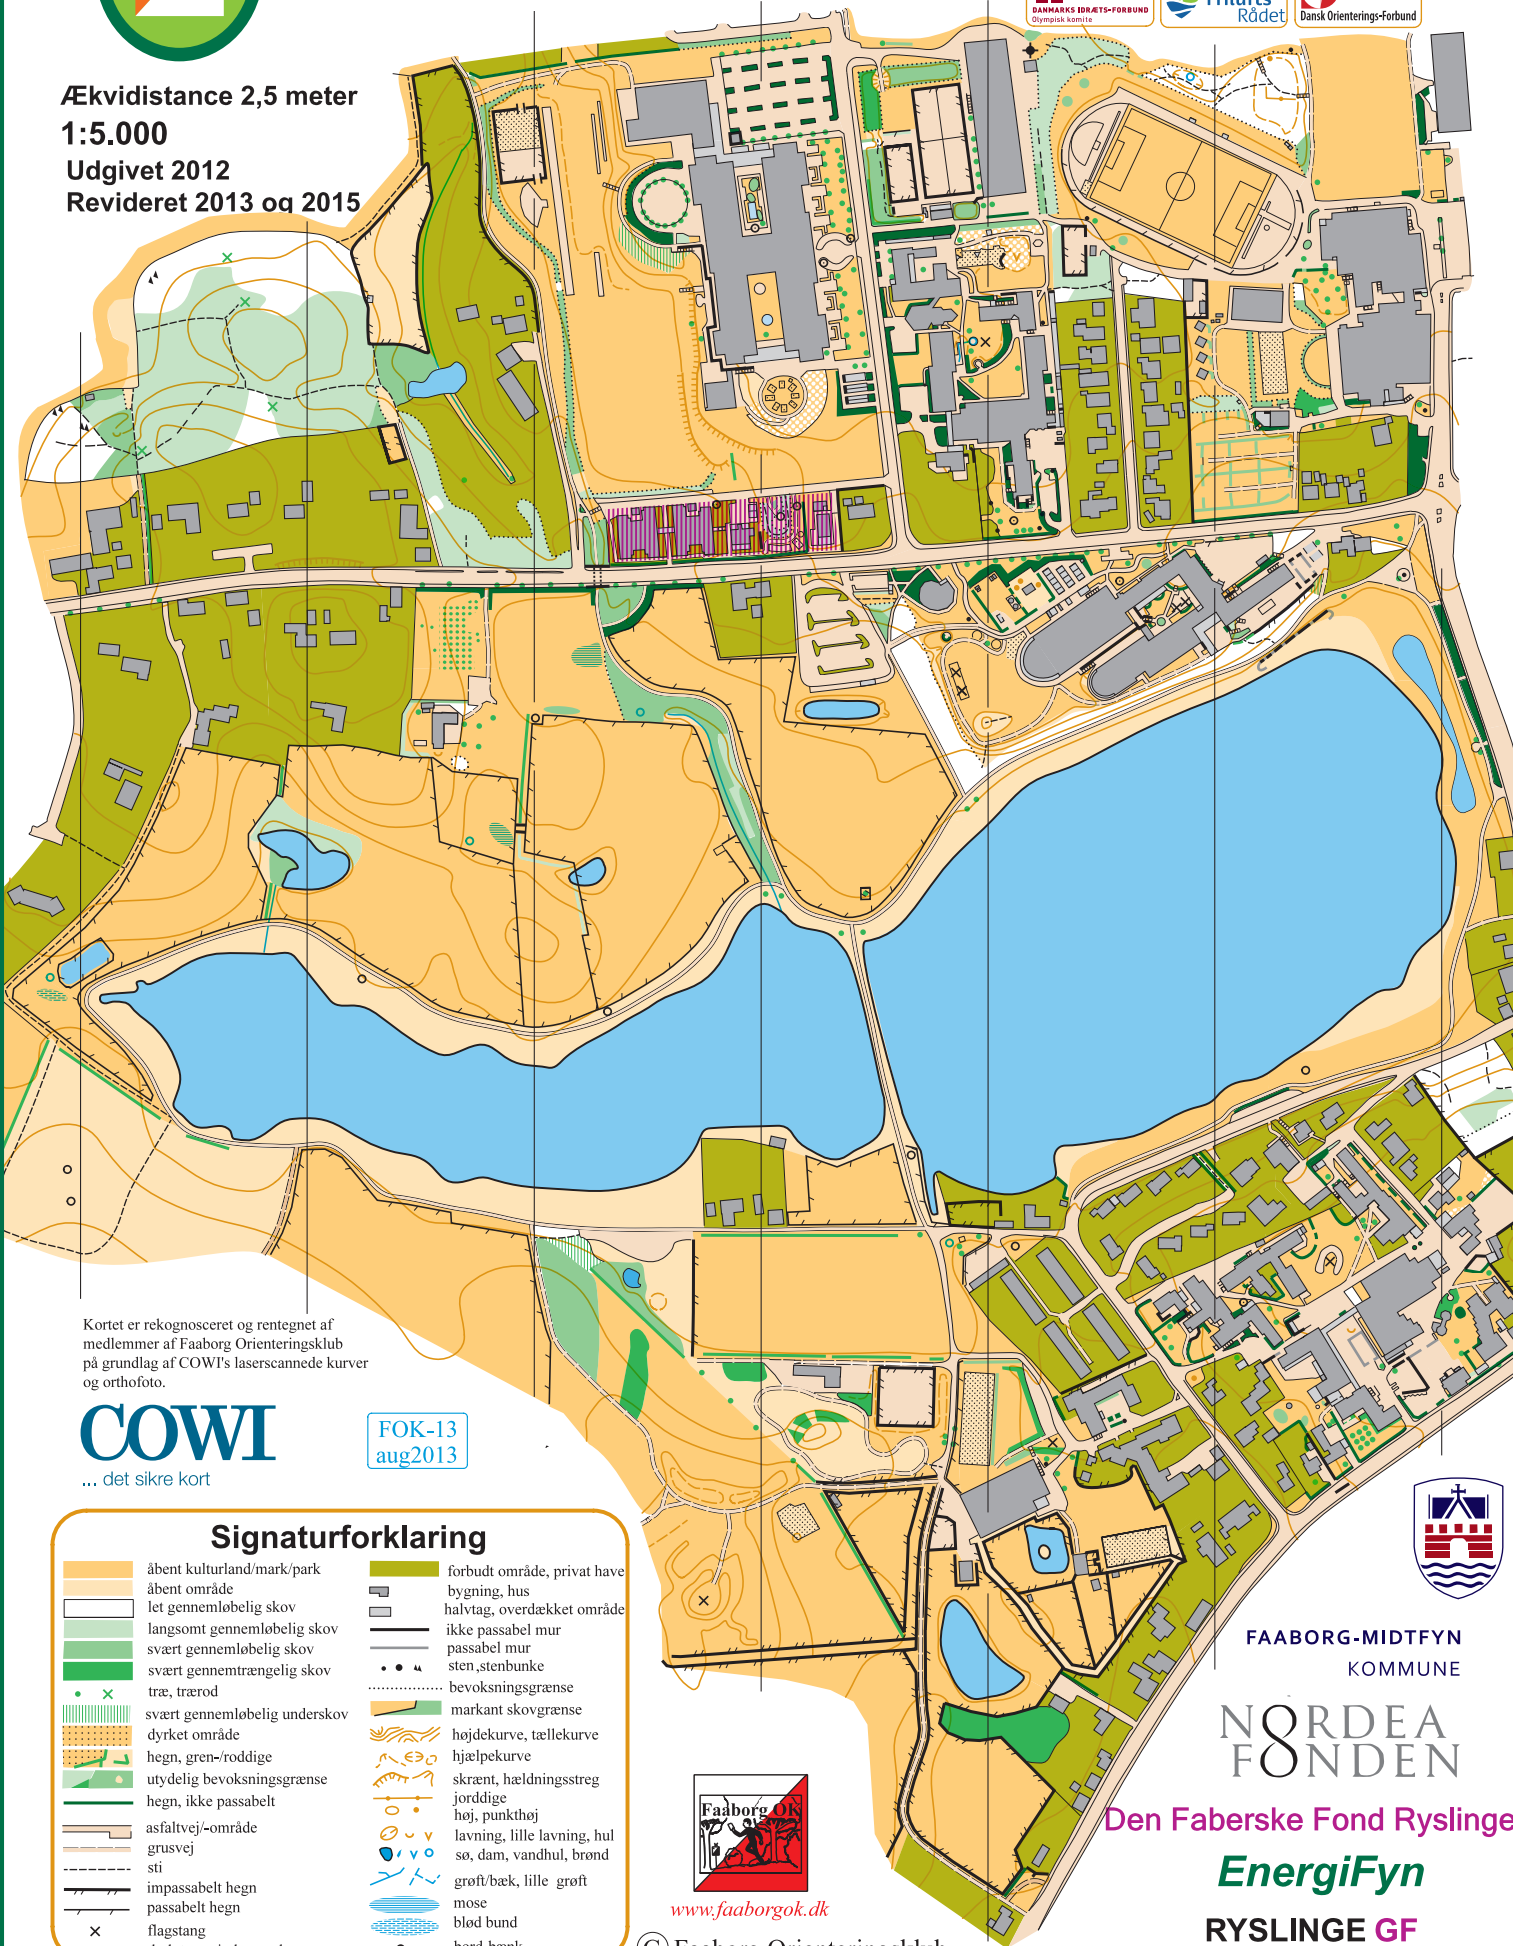 DANMARKS IDRÆTS-FORBUND
Olympisk komite
Rådet
Dansk Orienterings-Forbund
Ækvidistance 2,5 meter
1:5.000
Udgivet 2012
Revideret 2013 og 2015
Kortet er rekognosceret og rentegnet af
medlemmer af Faaborg Orienteringsklub
på grundlag af COWI's laserscannede kurver
og orthofoto.
COWI
... det sikre kort
FOK-13
aug2013
Signaturforklaring
åbent kulturland/mark/park
åbent område
let gennemløbelig skov
langsomt gennemløbelig skov
svært gennemløbelig skov
svært gennemtrængelig skov
træ, trærod
svært gennemløbelig underskov
dyrket område
hegn, gren-/roddige
utydelig bevoksningsgrænse
hegn, ikke passabelt
asfaltvej/-område
grusvej
sti
impassabelt hegn
passabelt hegn
flagstang
forbudt område, privat have
bygning, hus
halvtag, overdækket område
ikke passabel mur
passabel mur
sten ,stenbunke
bevoksningsgrænse
markant skovgrænse
højdekurve, tællekurve
hjælpekurve
skrænt, hældningsstreg
jorddige
høj, punkthøj
lavning, lille lavning, hul
sø, dam, vandhul, brønd
grøft/bæk, lille grøft
mose
blød bund
Faaborg OK
www.faaborgok.dk
FAABORG-MIDTFYN
KOMMUNE
NORDEA
FONDEN
Den Faberske Fond Ryslinge
EnergiFyn
RYSLINGE GF